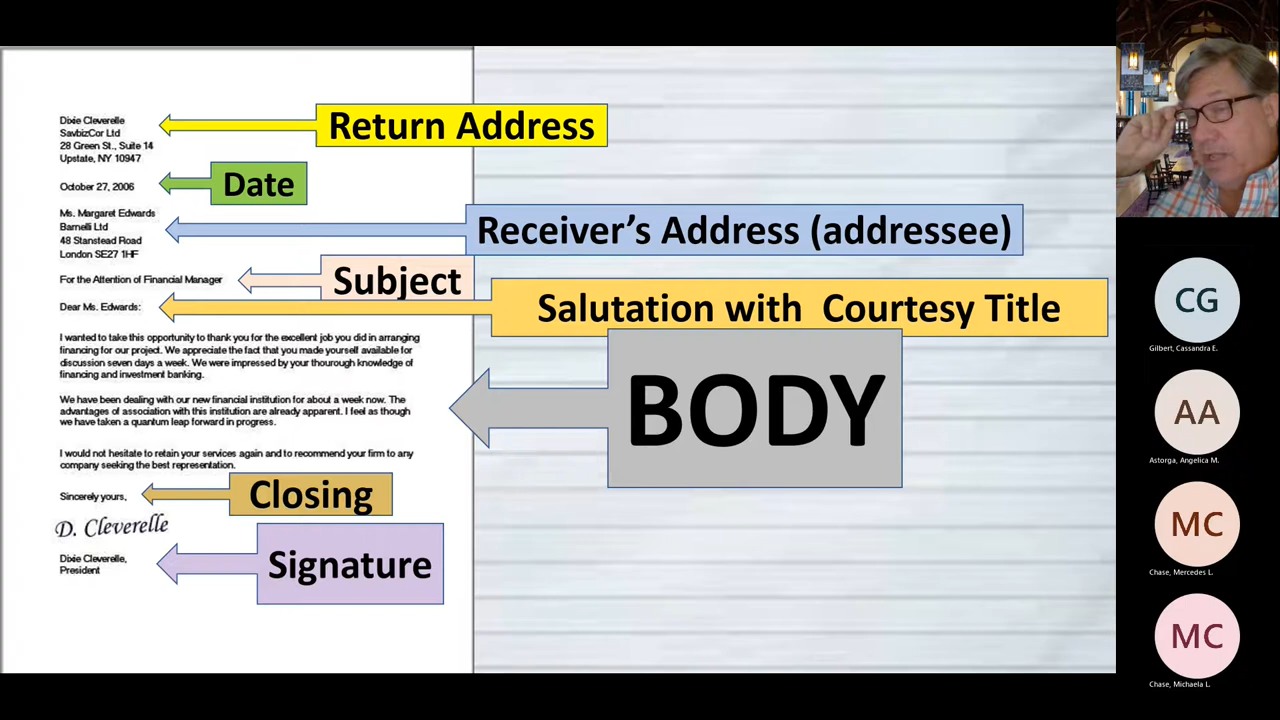 Dixie Cleverelle
SavbizCor Ltd
28 Green St., Suite 14
Upstate, NY 10947
Return Address
October 27, 2006
Date
Ms. Margaret Edwards
Barnelli Ltd
48 Stanstead Road
London SE27 1HF
Receiver's Address (addressee)
For the Attention of Financial Manager
Subject
Dear Ms. Edwards:
Salutation with Courtesy Title
I wanted to take this opportunity to thank you for the excellent job you did in arranging
financing for our project. We appreciate the fact that you made yourself available for
discussion seven days a week. We were impressed by your thourough knowledge of
financing and investment banking.
We have been dealing with our new financial institution for about a week now. The
advantages of association with this institution are already apparent. I feel as though
we have taken a quantum leap forward in progress.
BODY
I would not hesitate to retain your services again and to recommend your firm to any
company seeking the best representation.
Sincerely yours,
Closing
D. Cleverelle
Dixie Cleverelle,
President
Signature
CG
Gilbert, Cassandra E.
AA
Astorga, Angelica M.
MC
Chase, Mercedes L.
MC
Chase, Michaela L.